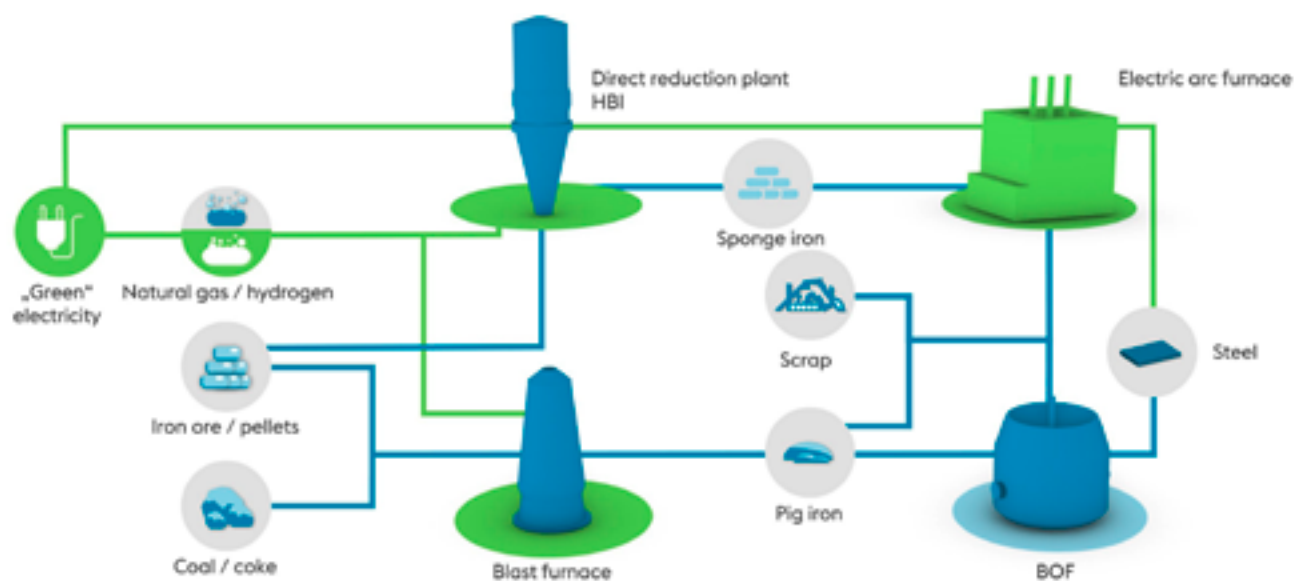 Direct reduction plant
HBI
Electric arc furnace
Sponge iron
„Green“
electricity
Natural gas / hydrogen
Scrap
Steel
Iron ore / pellets
Pig iron
Coal / coke
Blast furnace
BOF